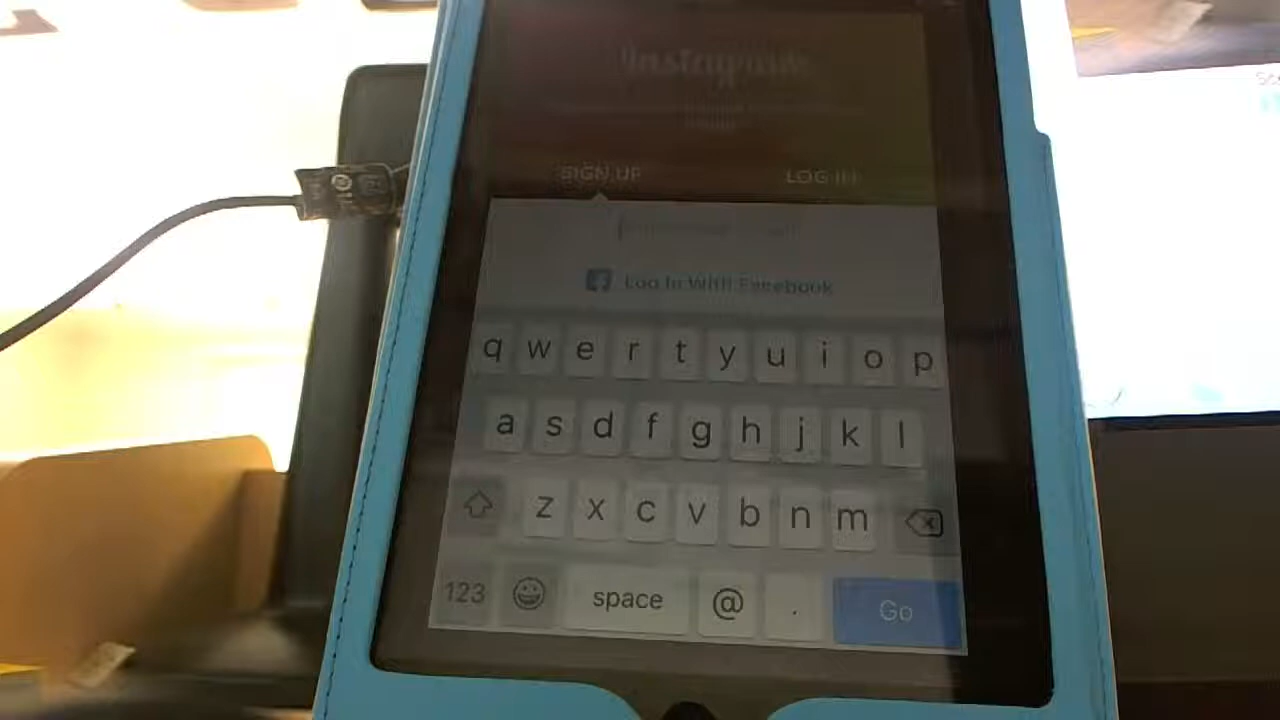 Instagram
SIGN UP
LOG IN
Log In With Facebook
q w e r t y u i o p
a s d f g h j k l
z x c v b n m
123
space
@
.
Go